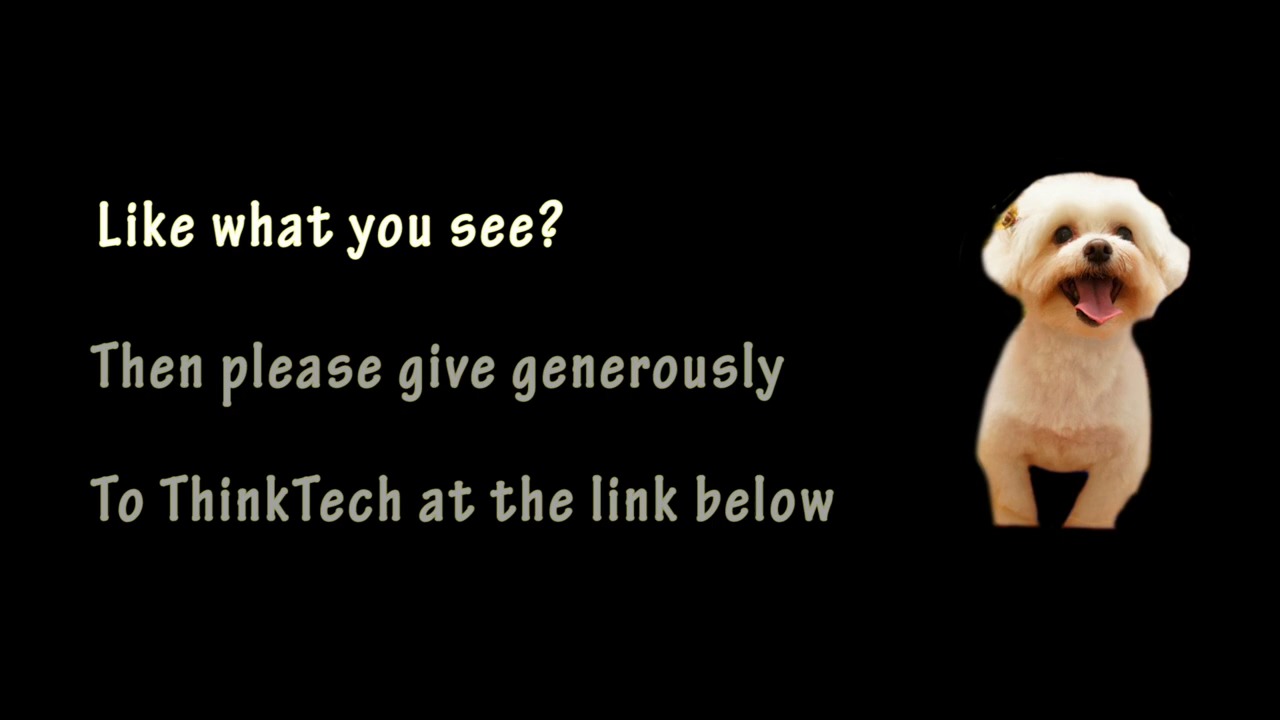 Like what you see?
Then please give generously
To ThinkTech at the link below